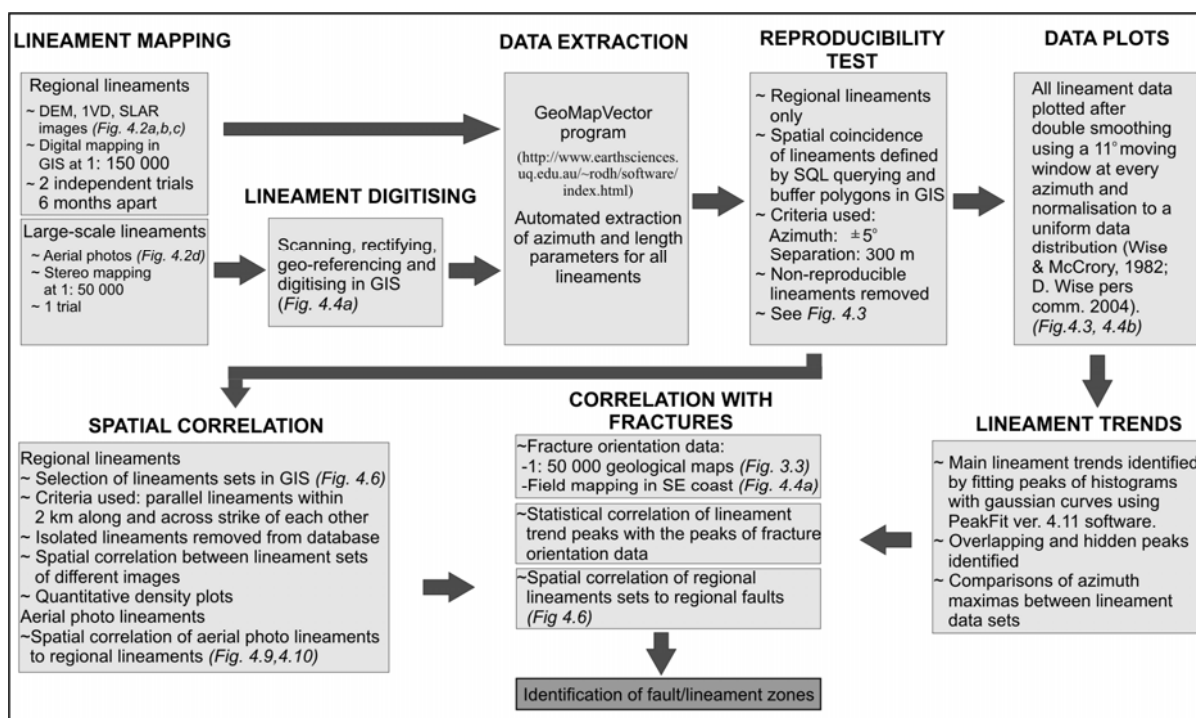 LINEAMENT MAPPING
Regional lineaments
~ DEM, 1VD, SLAR
images (Fig. 4.2a,b,c)
~ Digital mapping in
GIS at 1: 150 000
~ 2 independent trials
6 months apart
Large-scale lineaments
~ Aerial photos (Fig. 4.2d)
~ Stereo mapping
at 1: 50 000
~ 1 trial
LINEAMENT DIGITISING
Scanning, rectifying,
geo-referencing and
digitising in GIS
(Fig. 4.4a)
DATA EXTRACTION
GeoMapVector
program
(http://www.earthsciences.
uq.edu.au/~rodh/software/
index.html)
Automated extraction
of azimuth and length
parameters for all
lineaments
REPRODUCIBILITY
TEST
~ Regional lineaments
only
~ Spatial coincidence
of lineaments defined
by SQL querying and
buffer polygons in GIS
~ Criteria used:
Azimuth: ±5°
Separation: 300 m
~ Non-reproducible
lineaments removed
~ See Fig. 4.3
DATA PLOTS
All lineament data
plotted after
double smoothing
using a 11° moving
window at every
azimuth and
normalisation to a
uniform data
distribution (Wise
& McCrory, 1982;
D. Wise pers
comm. 2004).
(Fig.4.3, 4.4b)
SPATIAL CORRELATION
Regional lineaments
~ Selection of lineaments sets in GIS (Fig. 4.6)
~ Criteria used: parallel lineaments within
2 km along and across strike of each other
~ Isolated lineaments removed from database
~ Spatial correlation between lineament sets
of different images
~ Quantitative density plots
Aerial photo lineaments
~Spatial correlation of aerial photo lineaments
to regional lineaments (Fig. 4.9,4.10)
CORRELATION WITH
FRACTURES
~Fracture orientation data:
-1: 50 000 geological maps (Fig. 3.3)
-Field mapping in SE coast (Fig. 4.4a)
~Statistical correlation of lineament
trend peaks with the peaks of fracture
orientation data
~Spatial correlation of regional
lineaments sets to regional faults
(Fig 4.6)
Identification of fault/lineament zones
LINEAMENT TRENDS
~ Main lineament trends identified
by fitting peaks of histograms
with gaussian curves using
PeakFit ver. 4.11 software.
~ Overlapping and hidden peaks
identified
~ Comparisons of azimuth
maximas between lineament
data sets